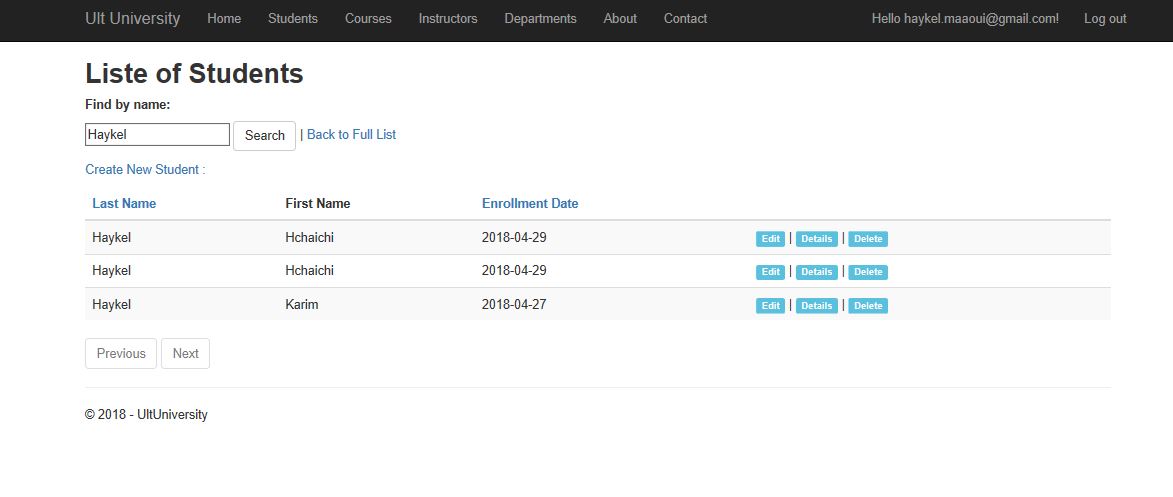 Ult University Home Students Courses Instructors Departments About Contact Hello haykel.maaoui@gmail.com! Log out
Liste of Students
Find by name:
Haykel Search | Back to Full List
Create New Student :
Last Name First Name Enrollment Date
Haykel Hchaichi 2018-04-29 Edit | Details | Delete
Haykel Hchaichi 2018-04-29 Edit | Details | Delete
Haykel Karim 2018-04-27 Edit | Details | Delete
Previous Next
© 2018 - UltUniversity